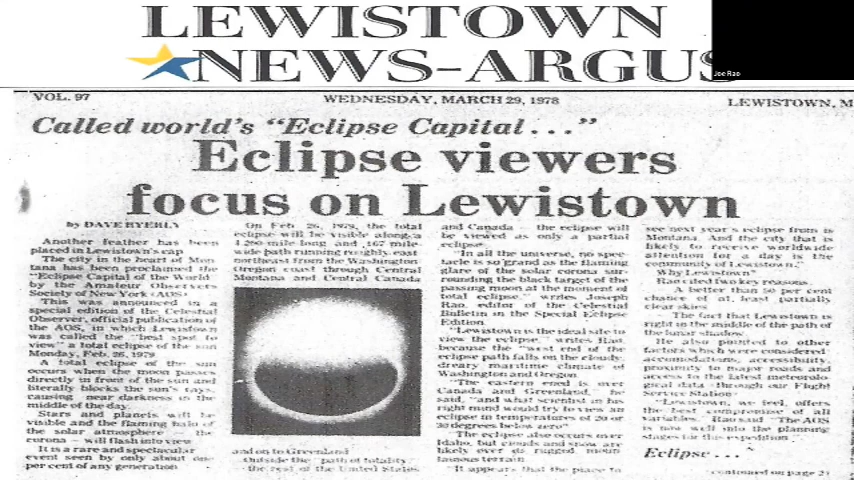 LEWISTOWN
NEWS-ARGUS
Joe Rao
VOL. 97
WEDNESDAY, MARCH 29, 1978
LEWISTOWN, M
Called world's "Eclipse Capital . . ."
Eclipse viewers
focus on Lewistown
by DAVE BYERLY
Another feather has been
placed in Lewistown's cap
The city in the heart of Mon
tana has been proclaimed the
"Eclipse Capital of the World
by the Amateur Observers
Society of New York (AOS)
This was announced in a
special edition of the Celestial
Observer, official publication of
the AOS, in which Lewistown
was called the "best spot to
view" a total eclipse of the sun
Monday, Feb. 26, 1979
A total eclipse of the sun
occurs when the moon passes
directly in front of the sun and
literally blocks the sun's rays,
causing near darkness in the
middle of the day.
Stars and planets will be
visible and the flaming halo of
the solar atmosphere — the
corona — will flash into view
It is a rare and spectacular
event seen by only about one
per cent of any generation
On Feb. 26, 1979, the total
eclipse will be visible along a
mile long and 167 mile
wide path running roughly east
northeast from the Washington
Oregon coast through Central
Montana and Central Canada
and on to Greenland
Outside the "path of totality"
the rest of the United States
and Canada — the eclipse will
be viewed as only a partial
eclipse
"In all the universe, no spec
tacle is so grand as the flaming
glare of the solar corona sur-
rounding the black target of the
passing moon at the moment of
total eclipse," writes Joseph
Rao, editor of the Celestial
Bulletin in the Special Eclipse
Edition.
"Lewistown is the ideal site to
view the eclipse," writes Rao,
because the "west end of the
eclipse path falls on the cloudy,
dreary maritime climate of
Washington and Oregon
"The eastern end is over
Canada and Greenland," he
said, "and what scientist in his
right mind would try to view an
eclipse in temperatures of 20 or
30 degrees below zero"
The eclipse also occurs over
Idaho, but clouds and snow are
likely over its rugged, moun
tainous terrain
"It appears that the place to
see next year's eclipse from is
Montana. And the city that is
likely to receive worldwide
attention for a day is the
community of Lewistown."
Why Lewistown"
Rao cited two key reasons.
A better than 50 per cent
chance of at least partially
clear skies
The fact that Lewistown is
right in the middle of the path of
the lunar shadow.
He also pointed to other
factors which were considered
accomodations, accessibility,
proximity to major roads and
access to the latest meteorolo-
gical data through our Flight
Service Station
"Lewistown, we feel, offers
the best compromise of all
variables," Rao said "The AOS
is now well into the planning
stages for this expedition."
Eclipse . . .
continued on page 2